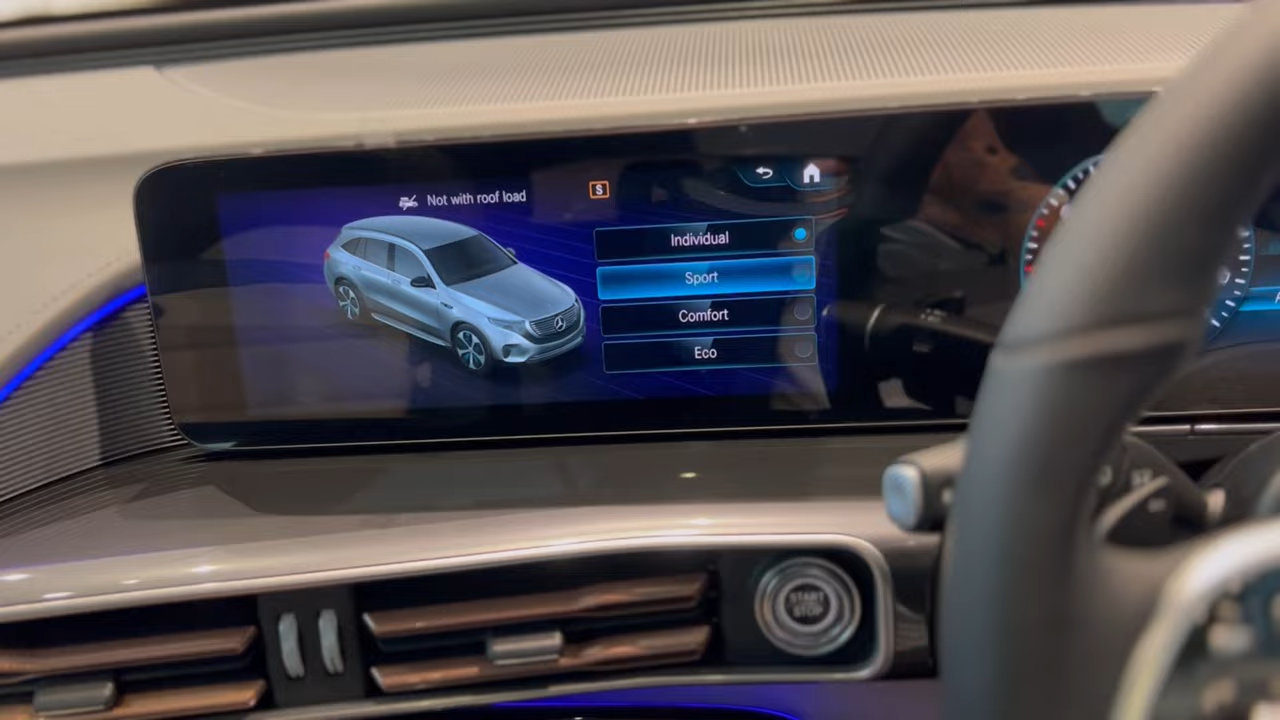 Not with roof load
S
Individual
Sport
Comfort
Eco
START
STOP